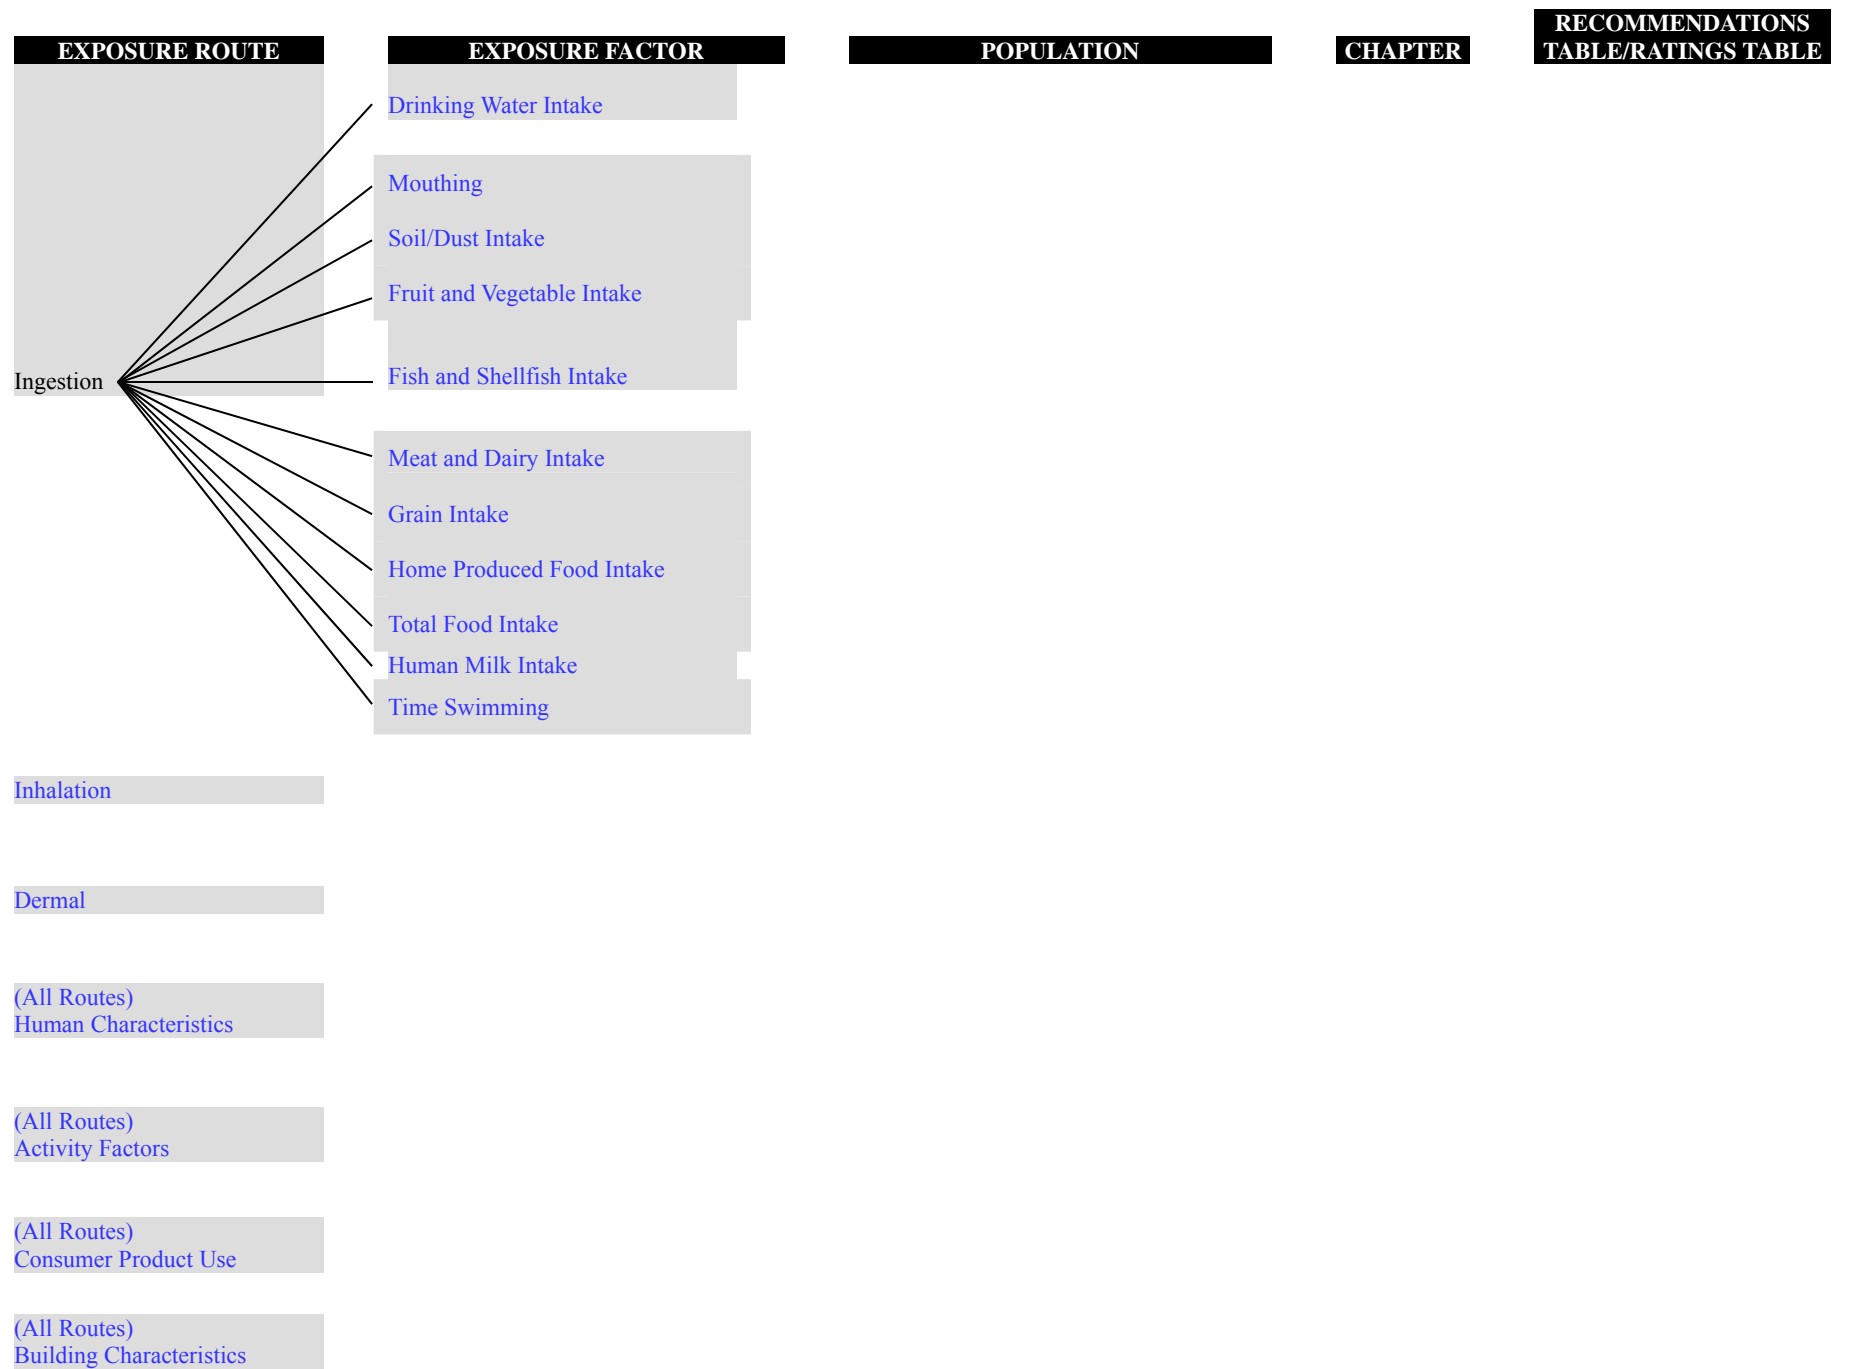 EXPOSURE ROUTE
EXPOSURE FACTOR
POPULATION
CHAPTER
RECOMMENDATIONS
TABLE/RATINGS TABLE
Drinking Water Intake
Mouthing
Soil/Dust Intake
Fruit and Vegetable Intake
Ingestion
Fish and Shellfish Intake
Meat and Dairy Intake
Grain Intake
Home Produced Food Intake
Total Food Intake
Human Milk Intake
Time Swimming
Inhalation
Dermal
(All Routes)
Human Characteristics
(All Routes)
Activity Factors
(All Routes)
Consumer Product Use
(All Routes)
Building Characteristics